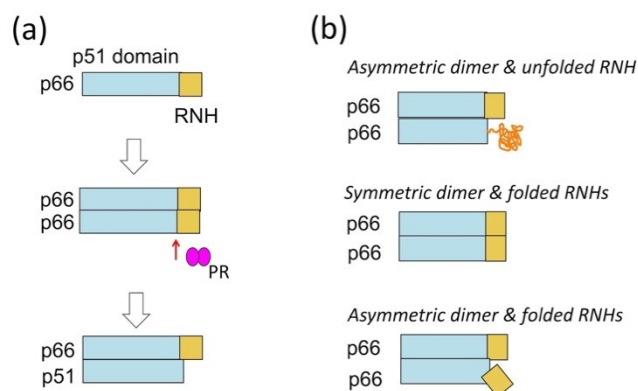 (a)
p51 domain
p66
RNH
p66
p66
PR
p66
p51
(b)
Asymmetric dimer & unfolded RNH
p66
p66
Symmetric dimer & folded RNHs
p66
p66
Asymmetric dimer & folded RNHs
p66
p66